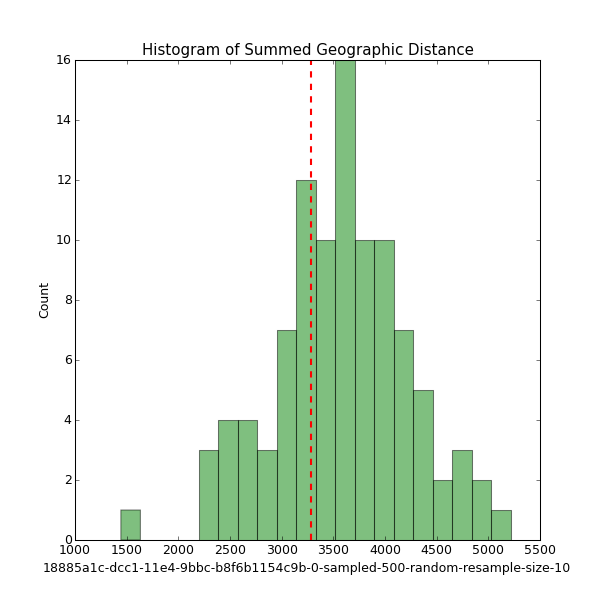 Histogram of Summed Geographic Distance
16
14
12
10
8
6
4
2
0
Count
1000 1500 2000 2500 3000 3500 4000 4500 5000 5500
18885a1c-dcc1-11e4-9bbc-b8f6b1154c9b-0-sampled-500-random-resample-size-10